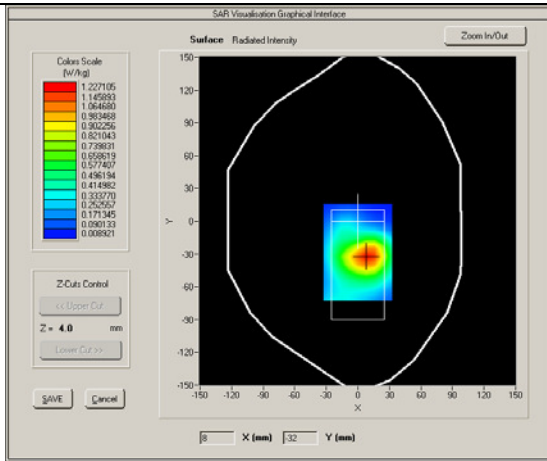 SAR Visualisation Graphical Interface
Surface Radiated Intensity
Zoom In/Out
Colors Scale
(W/kg)
1.227105
1.145893
1.064680
0.983468
0.902256
0.821043
0.739831
0.658619
0.577407
0.496194
0.414982
0.333770
0.252557
0.171345
0.090133
0.008921
Z-Cuts Control
<< Upper Cut
Z = 4.0 mm
Lower Cut >>
SAVE
Cancel
150
120
90
60
30
0
-30
-60
-90
-120
-150
Y
-150 -120 -90 -60 -30 0 30 60 90 120 150
X
8 X (mm) -32 Y (mm)